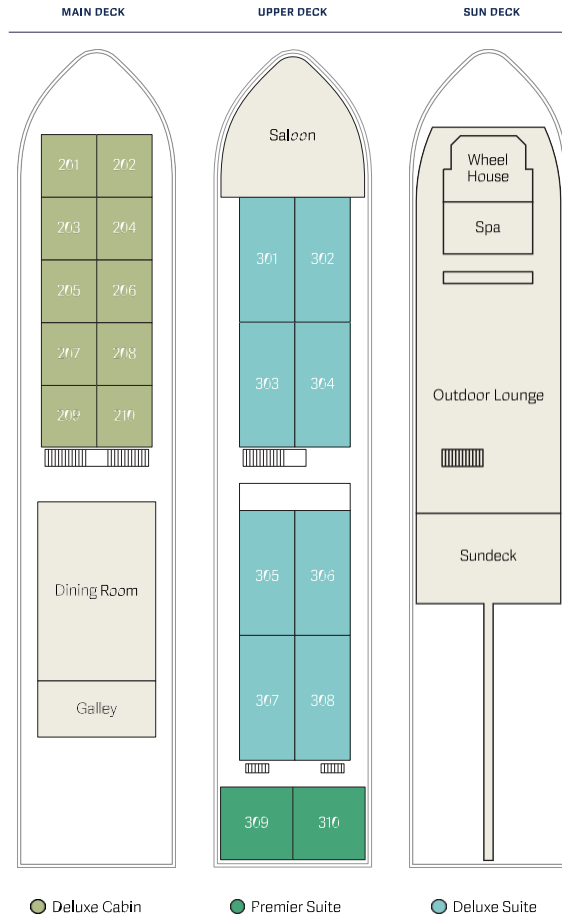 MAIN DECK
UPPER DECK
SUN DECK
201 202
203 204
205 206
207 208
209 210
Dining Room
Galley
Saloon
301 302
303 304
305 306
307 308
309 310
Wheel
House
Spa
Outdoor Lounge
Sundeck
Deluxe Cabin
Premier Suite
Deluxe Suite